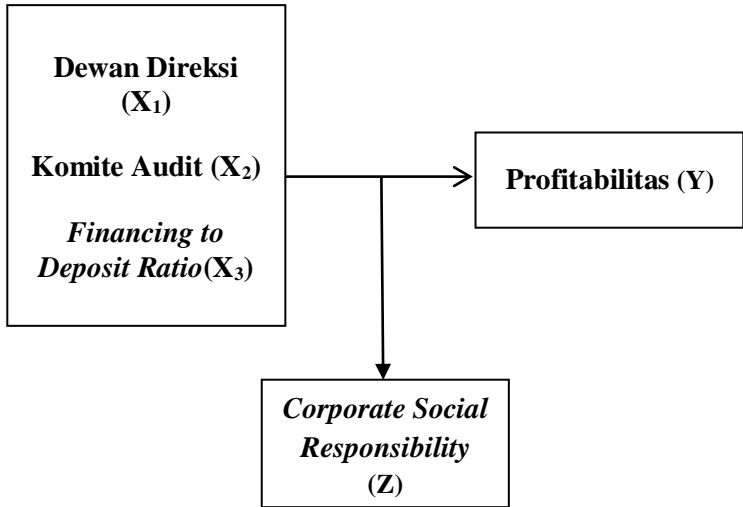 Dewan Direksi
(X₁)
Komite Audit (X₂)
Financing to
Deposit Ratio(X₃)
Profitabilitas (Y)
Corporate Social
Responsibility
(Z)